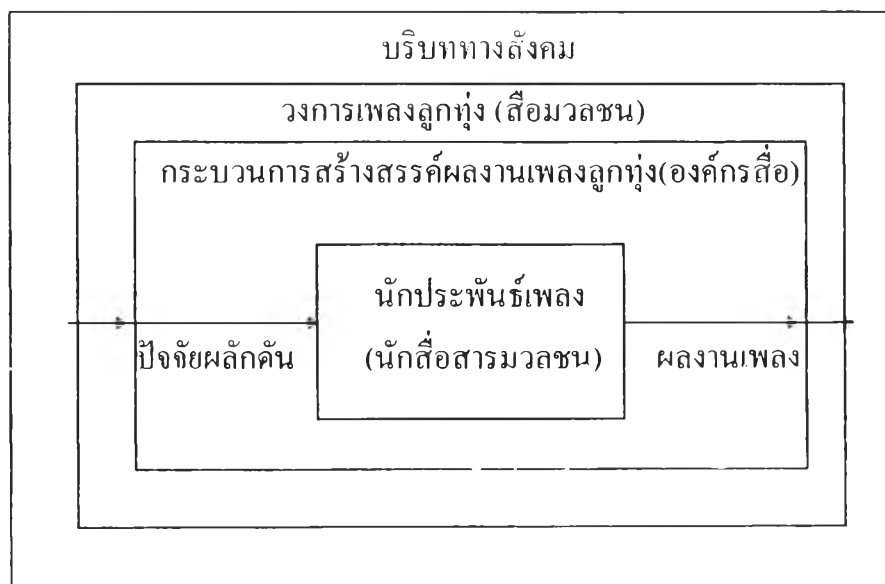 บริบททางสังคม
วงการเพลงลูกทุ่ง (สื่อมวลชน)
กระบวนการสร้างสรรค์ผลงานเพลงลูกทุ่ง(องค์กรสื่อ)
นักประพันธ์เพลง
ปัจจัยผลักดัน (นักสื่อสารมวลชน) ผลงานเพลง